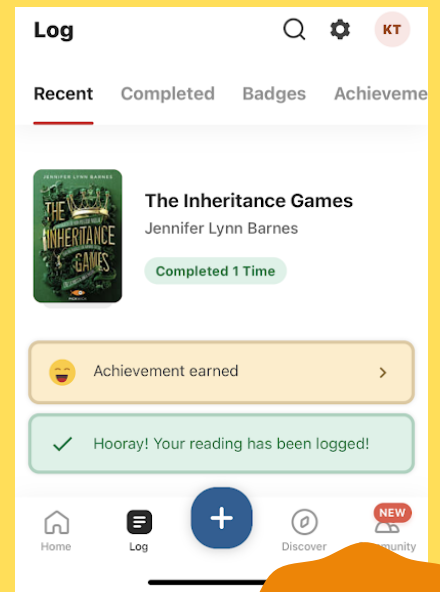 Log
KT
Recent Completed Badges Achieveme
JENNIFER LYNN BARNES
THE
INHERITANCE
GAMES
The Inheritance Games
Jennifer Lynn Barnes
Completed 1 Time
Achievement earned
Hooray! Your reading has been logged!
NEW
Home Log Discover munity